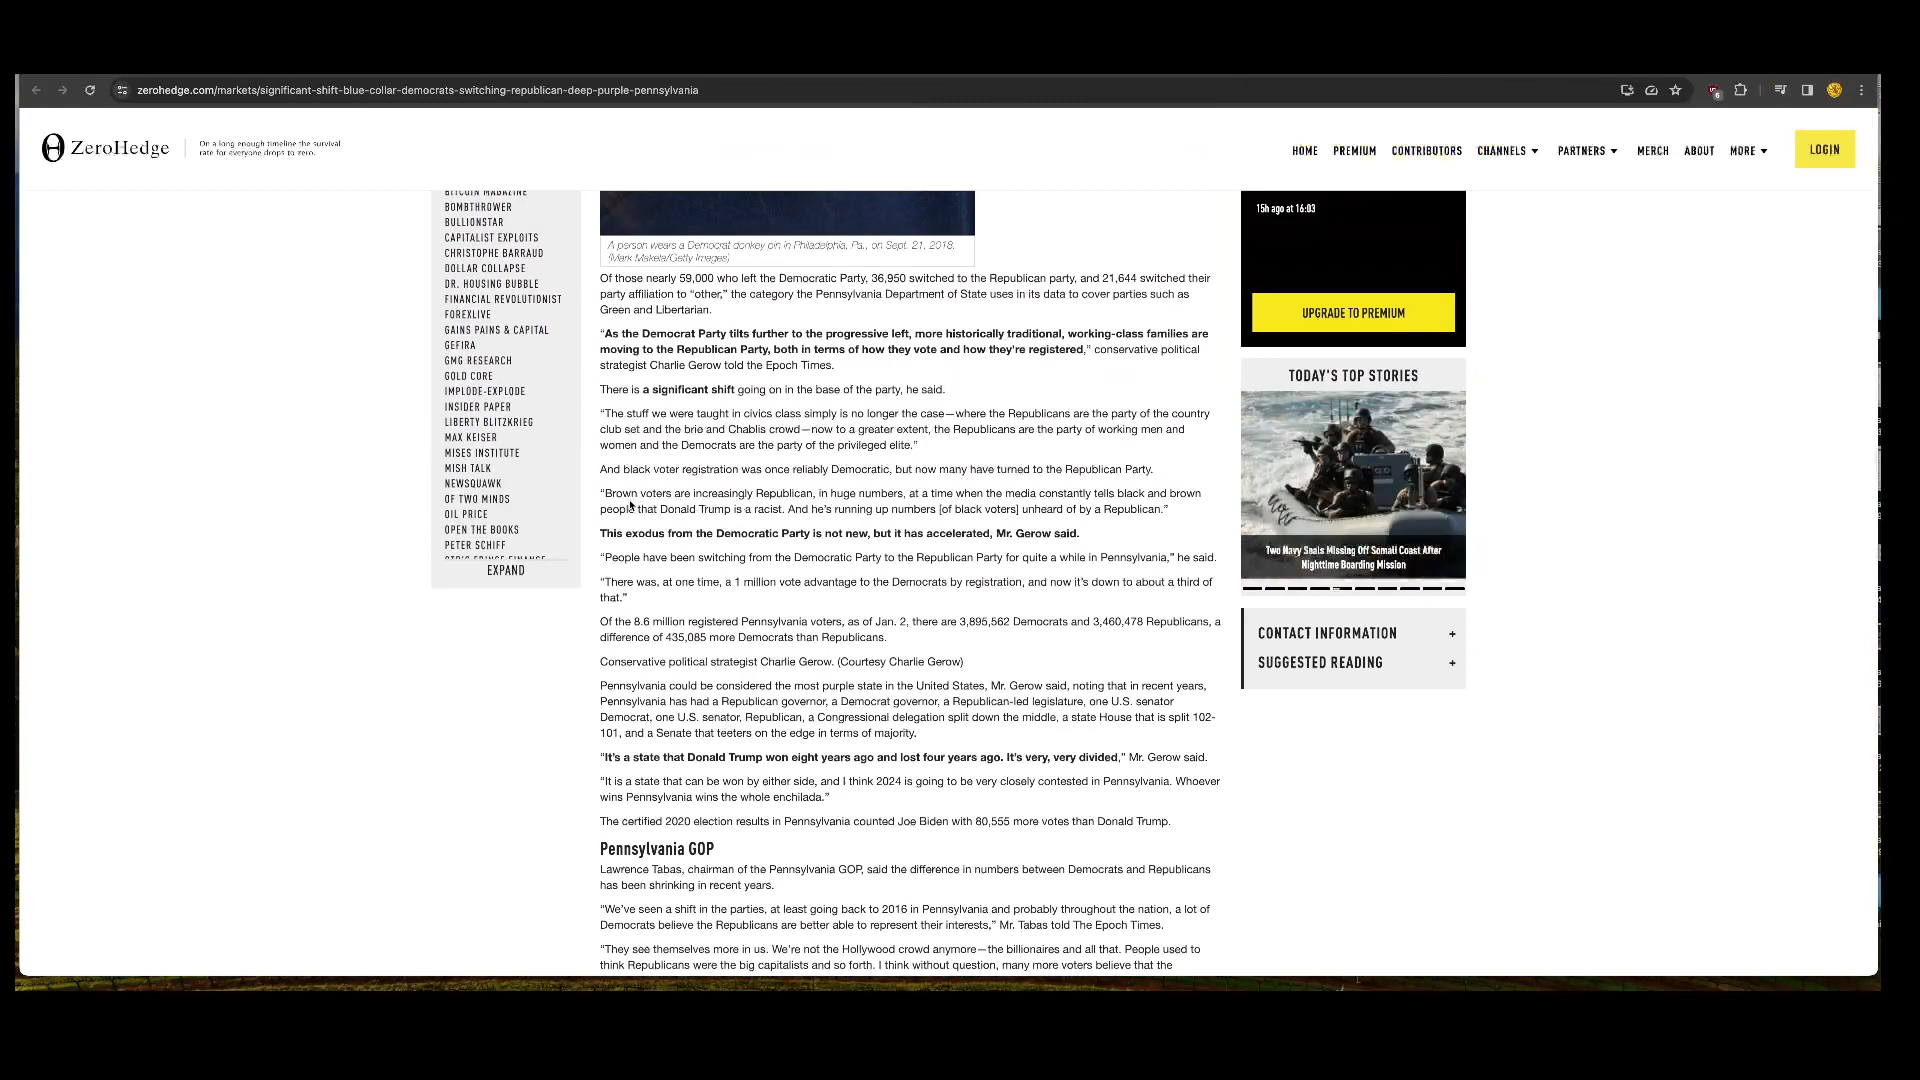 zerohedge.com/markets/significant-shift-blue-collar-democrats-switching-republican-deep-purple-pennsylvania
6
ZeroHedge
On a long enough timeline the survival
rate for everyone drops to zero.
HOME
PREMIUM
CONTRIBUTORS
CHANNELS
PARTNERS
MERCH
ABOUT
MORE
LOGIN
BITCOIN MAGAZINE
BOMBTHROWER
BULLIONSTAR
CAPITALIST EXPLOITS
CHRISTOPHE BARRAUD
DOLLAR COLLAPSE
DR. HOUSING BUBBLE
FINANCIAL REVOLUTIONIST
FOREXLIVE
GAINS PAINS & CAPITAL
GEFIRA
GMG RESEARCH
GOLD CORE
IMPLODE-EXPLODE
INSIDER PAPER
LIBERTY BLITZKRIEG
MAX KEISER
MISES INSTITUTE
MISH TALK
NEWSQUAWK
OF TWO MINDS
OIL PRICE
OPEN THE BOOKS
PETER SCHIFF
EXPAND
A person wears a Democrat donkey pin in Philadelphia, Pa., on Sept. 21, 2018.
(Mark Makela/Getty Images)
Of those nearly 59,000 who left the Democratic Party, 36,950 switched to the Republican party, and 21,644 switched their
party affiliation to “other,” the category the Pennsylvania Department of State uses in its data to cover parties such as
Green and Libertarian.
“As the Democrat Party tilts further to the progressive left, more historically traditional, working-class families are
moving to the Republican Party, both in terms of how they vote and how they're registered,” conservative political
strategist Charlie Gerow told the Epoch Times.
There is a significant shift going on in the base of the party, he said.
“The stuff we were taught in civics class simply is no longer the case—where the Republicans are the party of the country
club set and the brie and Chablis crowd—now to a greater extent, the Republicans are the party of working men and
women and the Democrats are the party of the privileged elite.”
And black voter registration was once reliably Democratic, but now many have turned to the Republican Party.
“Brown voters are increasingly Republican, in huge numbers, at a time when the media constantly tells black and brown
people that Donald Trump is a racist. And he’s running up numbers [of black voters] unheard of by a Republican.”
This exodus from the Democratic Party is not new, but it has accelerated, Mr. Gerow said.
“People have been switching from the Democratic Party to the Republican Party for quite a while in Pennsylvania,” he said.
“There was, at one time, a 1 million vote advantage to the Democrats by registration, and now it’s down to about a third of
that.”
Of the 8.6 million registered Pennsylvania voters, as of Jan. 2, there are 3,895,562 Democrats and 3,460,478 Republicans, a
difference of 435,085 more Democrats than Republicans.
Conservative political strategist Charlie Gerow. (Courtesy Charlie Gerow)
Pennsylvania could be considered the most purple state in the United States, Mr. Gerow said, noting that in recent years,
Pennsylvania has had a Republican governor, a Democrat governor, a Republican-led legislature, one U.S. senator
Democrat, one U.S. senator, Republican, a Congressional delegation split down the middle, a state House that is split 102-
101, and a Senate that teeters on the edge in terms of majority.
“It’s a state that Donald Trump won eight years ago and lost four years ago. It’s very, very divided,” Mr. Gerow said.
“It is a state that can be won by either side, and I think 2024 is going to be very closely contested in Pennsylvania. Whoever
wins Pennsylvania wins the whole enchilada.”
The certified 2020 election results in Pennsylvania counted Joe Biden with 80,555 more votes than Donald Trump.
Pennsylvania GOP
Lawrence Tabas, chairman of the Pennsylvania GOP, said the difference in numbers between Democrats and Republicans
has been shrinking in recent years.
“We’ve seen a shift in the parties, at least going back to 2016 in Pennsylvania and probably throughout the nation, a lot of
Democrats believe the Republicans are better able to represent their interests,” Mr. Tabas told The Epoch Times.
“They see themselves more in us. We’re not the Hollywood crowd anymore—the billionaires and all that. People used to
think Republicans were the big capitalists and so forth. I think without question, many more voters believe that the
15h ago at 16:03
UPGRADE TO PREMIUM
TODAY'S TOP STORIES
Two Navy Seals Missing Off Somali Coast After
Nighttime Boarding Mission
CONTACT INFORMATION +
SUGGESTED READING +